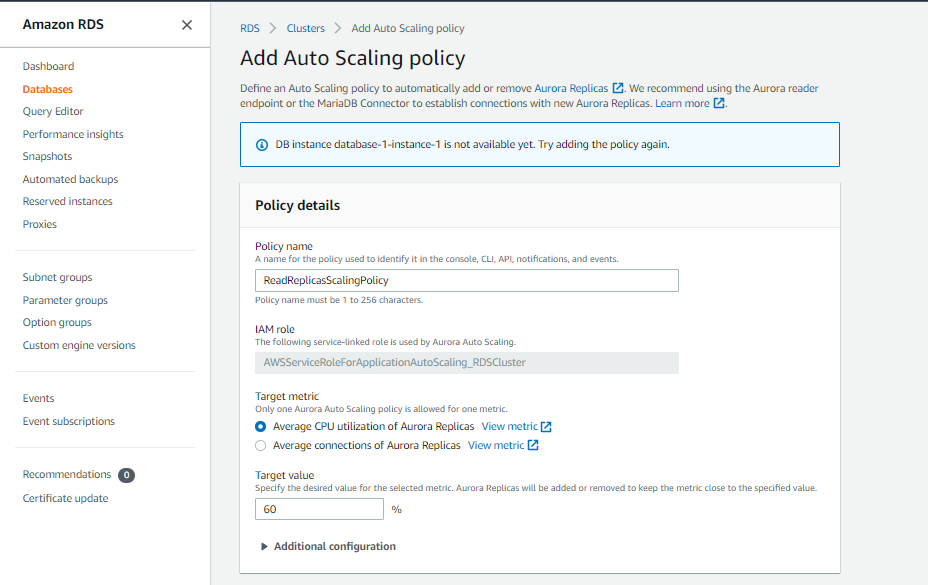 Amazon RDS
Dashboard
Databases
Query Editor
Performance insights
Snapshots
Automated backups
Reserved instances
Proxies
Subnet groups
Parameter groups
Option groups
Custom engine versions
Events
Event subscriptions
Recommendations 0
Certificate update
RDS > Clusters > Add Auto Scaling policy
Add Auto Scaling policy
Define an Auto Scaling policy to automatically add or remove Aurora Replicas. We recommend using the Aurora reader
endpoint or the MariaDB Connector to establish connections with new Aurora Replicas. Learn more.
DB instance database-1-instance-1 is not available yet. Try adding the policy again.
Policy details
Policy name
A name for the policy used to identify it in the console, CLI, API, notifications, and events.
ReadReplicasScalingPolicy
Policy name must be 1 to 256 characters.
IAM role
The following service-linked role is used by Aurora Auto Scaling.
AWSServiceRoleForApplicationAutoScaling_RDSCluster
Target metric
Only one Aurora Auto Scaling policy is allowed for one metric.
Average CPU utilization of Aurora Replicas View metric
Average connections of Aurora Replicas View metric
Target value
Specify the desired value for the selected metric. Aurora Replicas will be added or removed to keep the metric close to the specified value.
60 %
Additional configuration